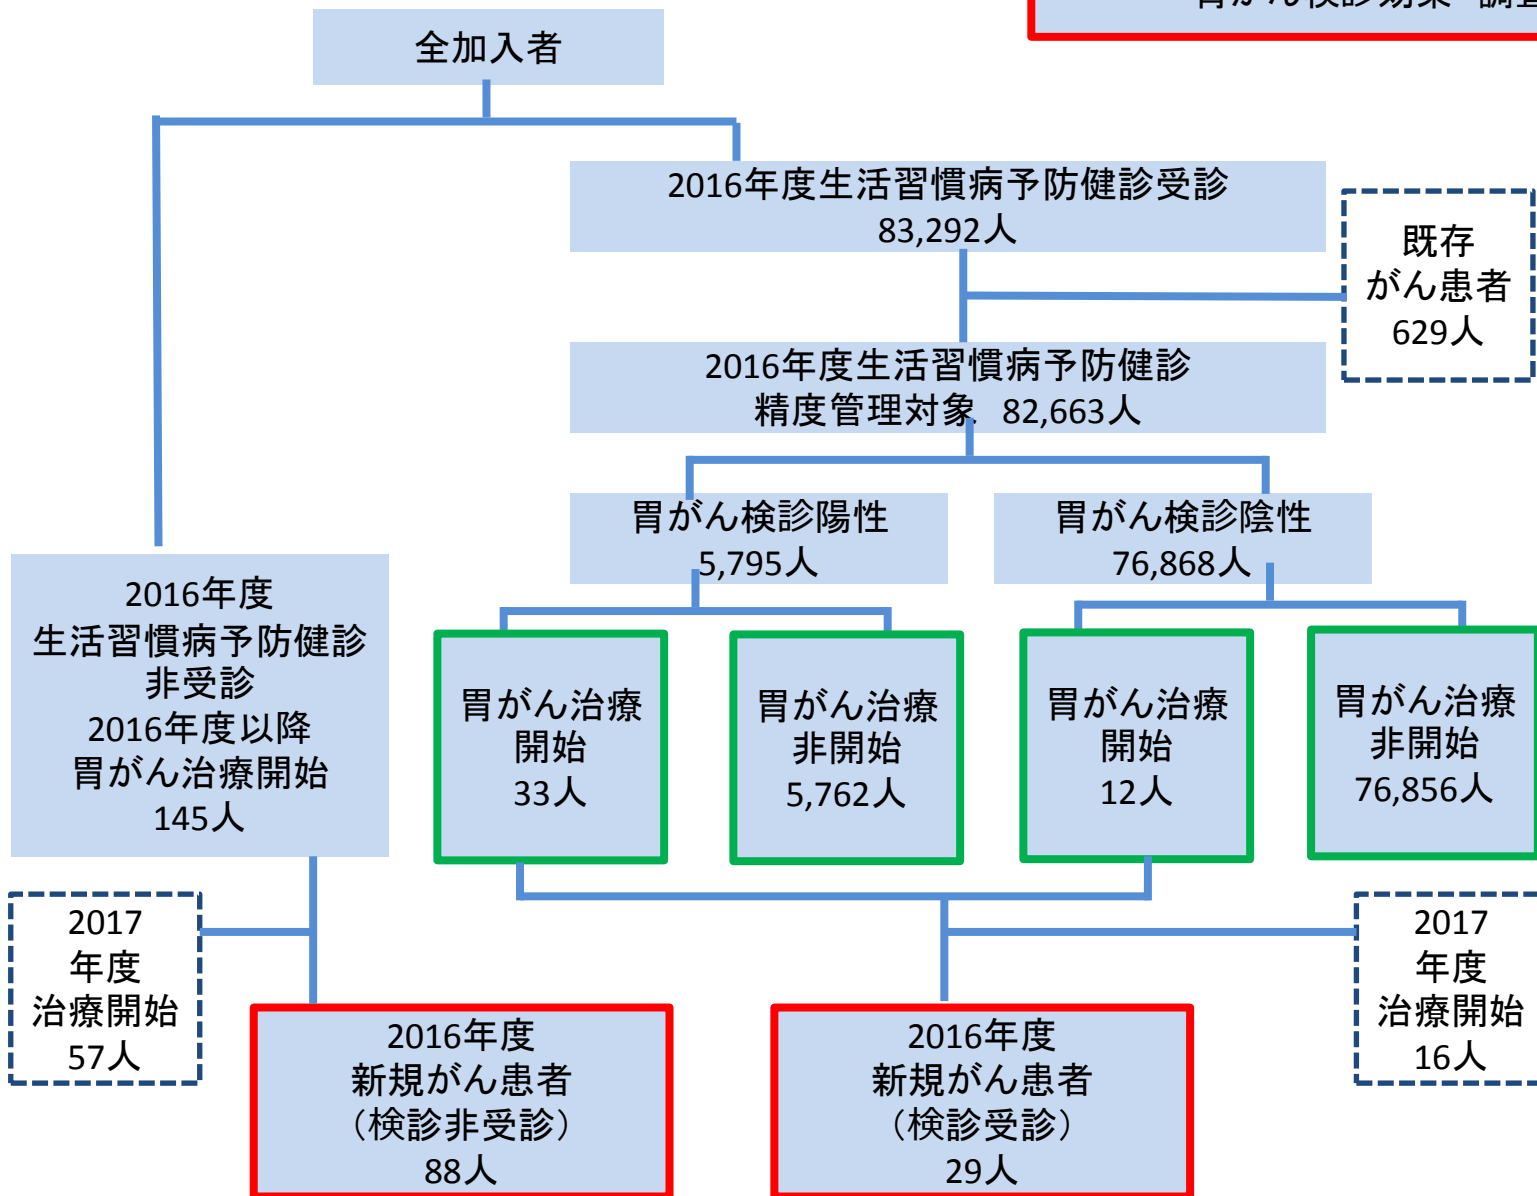 胃がん検診効果 調査
全加入者
2016年度生活習慣病予防健診受診
83,292人
既存
がん患者
629人
2016年度生活習慣病予防健診
精度管理対象 82,663人
胃がん検診陽性
5,795人
胃がん検診陰性
76,868人
2016年度
生活習慣病予防健診
非受診
2016年度以降
胃がん治療開始
145人
胃がん治療
開始
33人
胃がん治療
非開始
5,762人
胃がん治療
開始
12人
胃がん治療
非開始
76,856人
2017
年度
治療開始
57人
2016年度
新規がん患者
（検診非受診）
88人
2016年度
新規がん患者
（検診受診）
29人
2017
年度
治療開始
16人